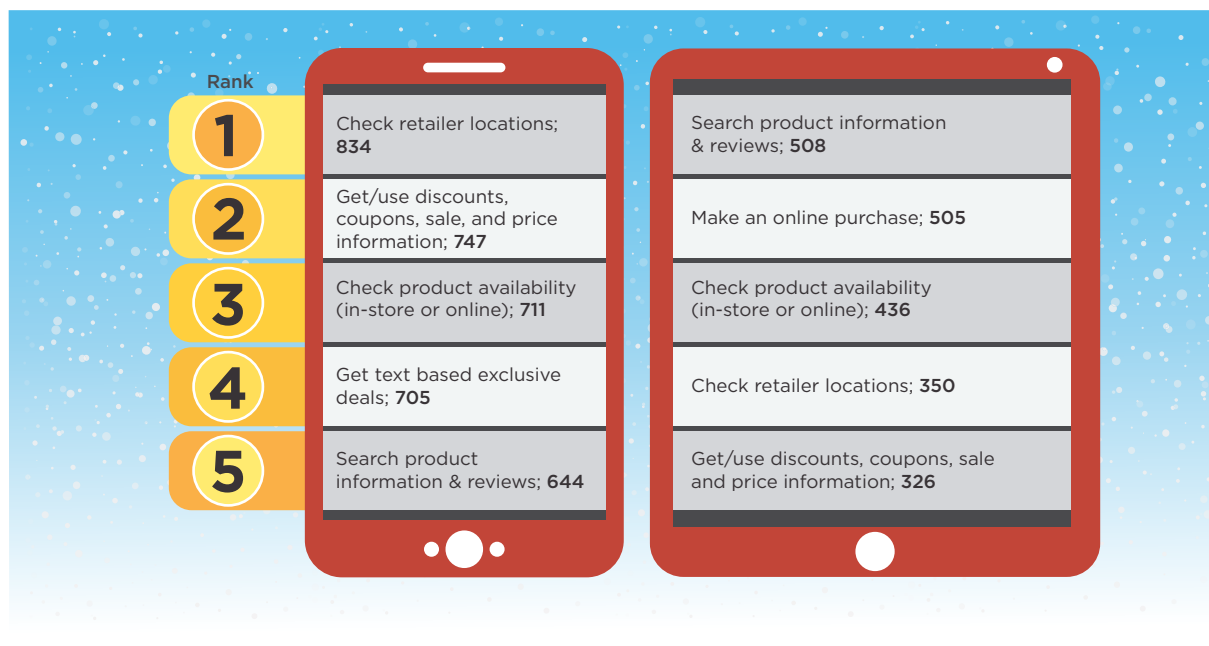 Rank
1
Check retailer locations;
834
2
Get/use discounts,
coupons, sale, and price
information; 747
3
Check product availability
(in-store or online); 711
4
Get text based exclusive
deals; 705
5
Search product
information & reviews; 644
Search product information
& reviews; 508
Make an online purchase; 505
Check product availability
(in-store or online); 436
Check retailer locations; 350
Get/use discounts, coupons, sale
and price information; 326